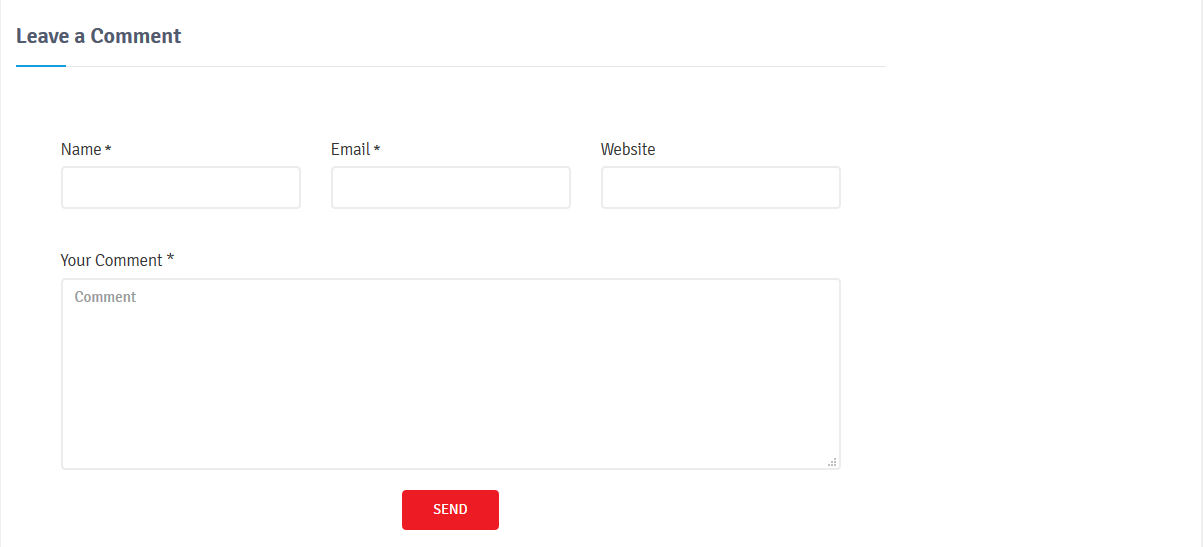 Leave a Comment
Name * Email * Website
Your Comment *
Comment
SEND